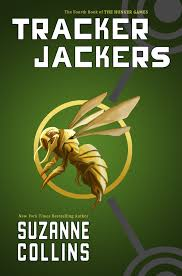 The Fourth Book of THE HUNGER GAMES
TRACKER
JACKERS
New York Times Bestselling Author
SUZANNE
COLLINS